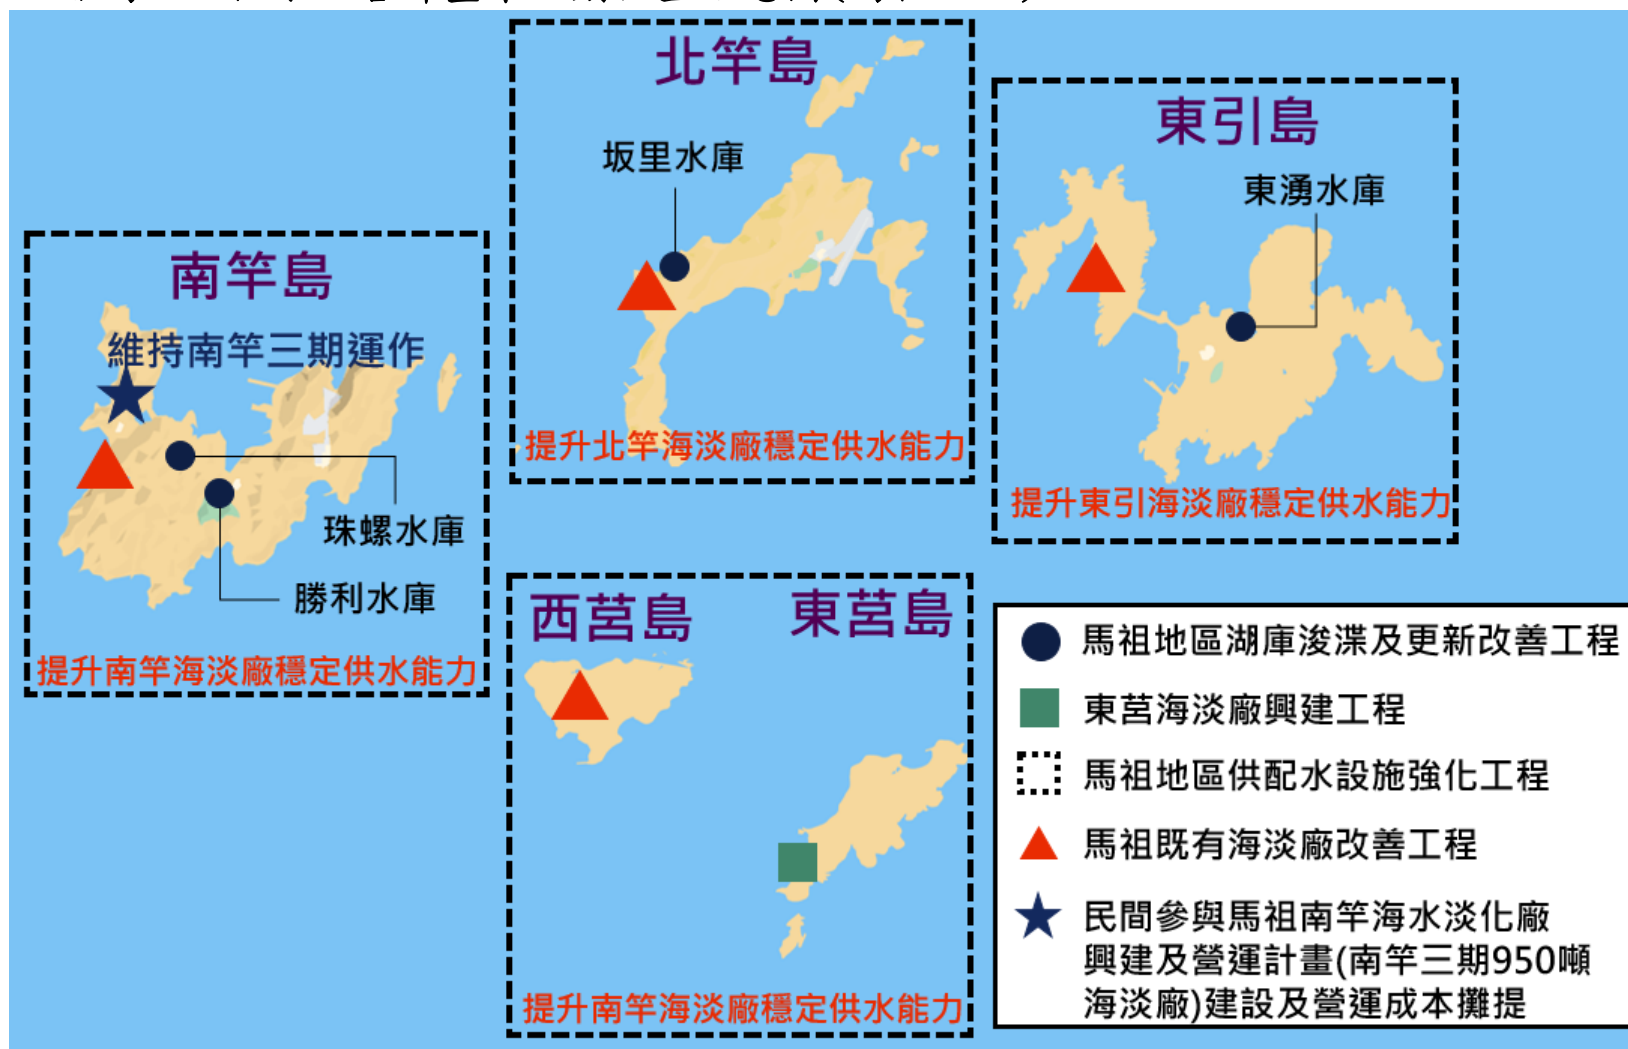 北竿島
坂里水庫
提升北竿海淡廠穩定供水能力
東引島
東湧水庫
提升東引海淡廠穩定供水能力
南竿島
維持南竿三期運作
珠螺水庫
勝利水庫
提升南竿海淡廠穩定供水能力
西莒島
東莒島
提升南竿海淡廠穩定供水能力
馬祖地區湖庫浚渫及更新改善工程
東莒海淡廠興建工程
馬祖地區供配水設施強化工程
馬祖既有海淡廠改善工程
民間參與馬祖南竿海水淡化廠
興建及營運計畫(南竿三期950噸
海淡廠)建設及營運成本攤提